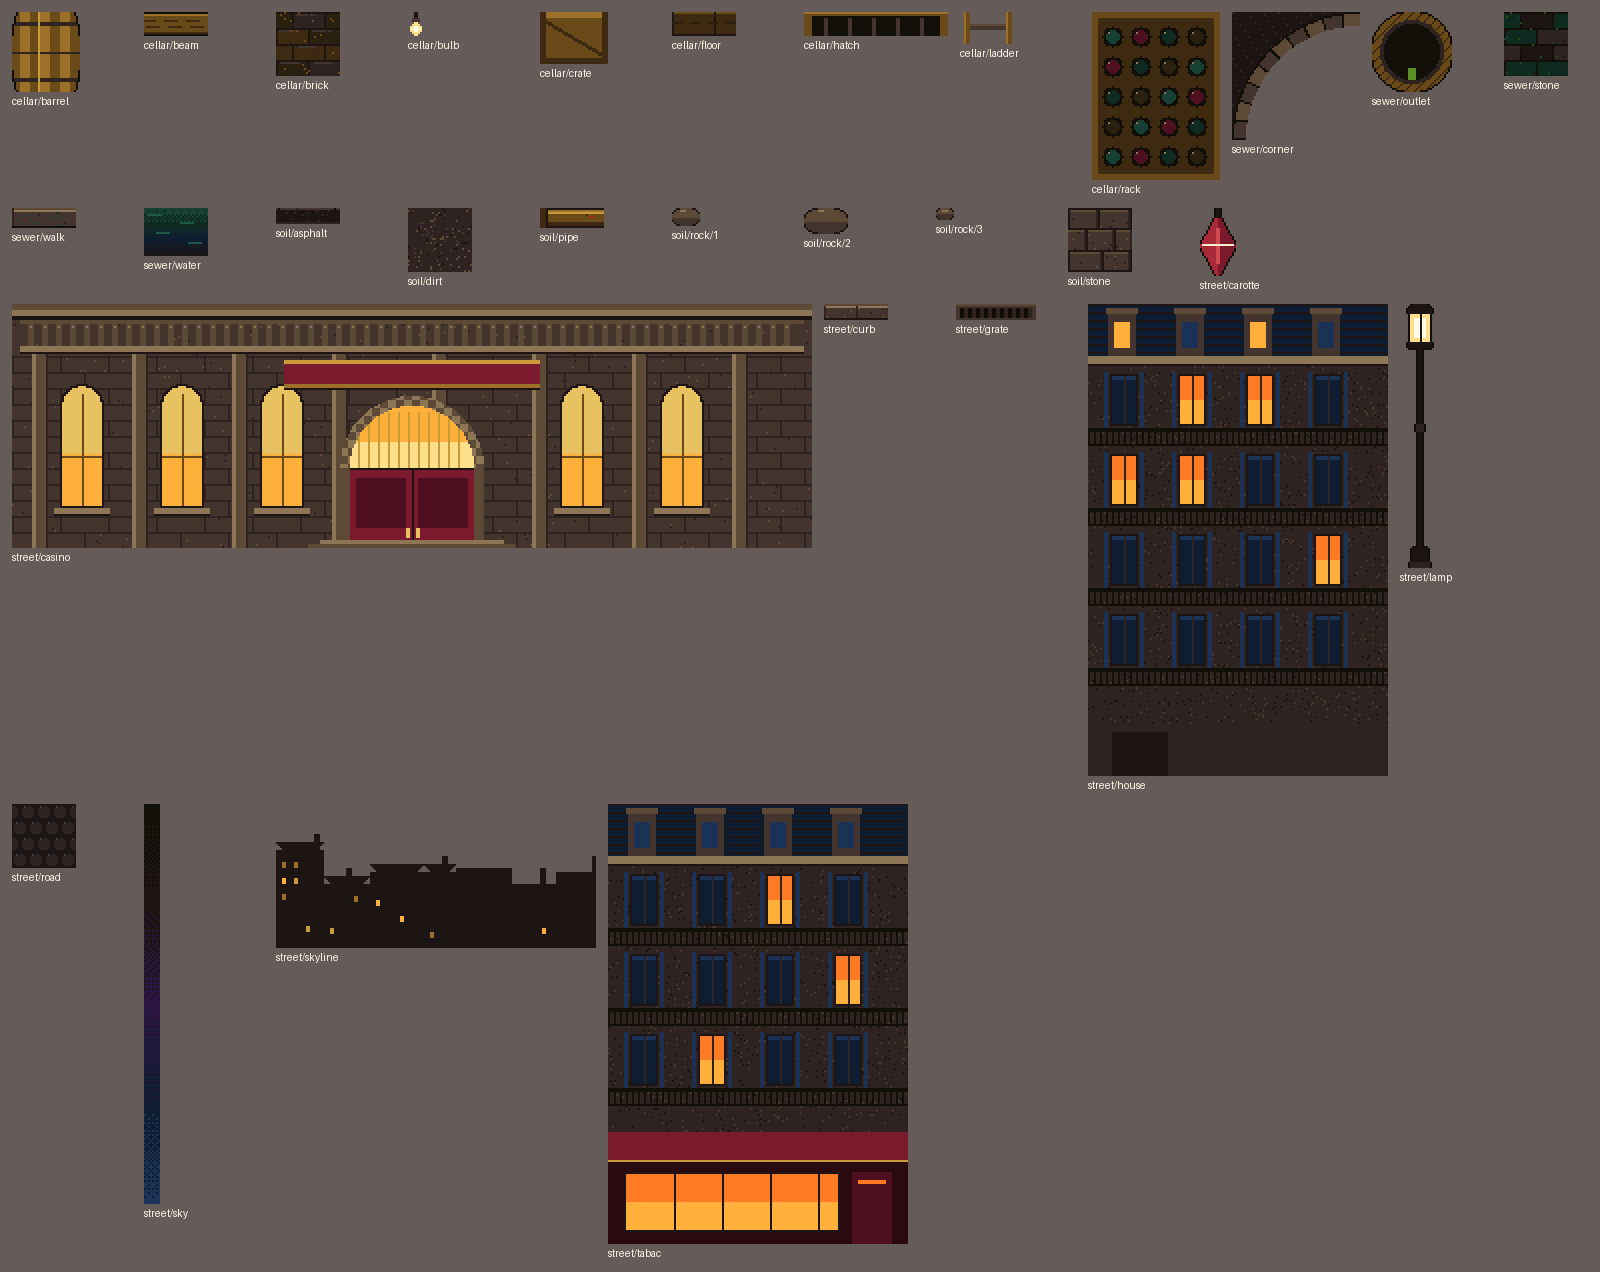 cellar/barrel
cellar/beam
cellar/brick
cellar/bulb
cellar/crate
cellar/floor
cellar/hatch
cellar/ladder
cellar/rack
sewer/corner
sewer/outlet
sewer/stone
sewer/walk
sewer/water
soil/asphalt
soil/dirt
soil/pipe
soil/rock/1
soil/rock/2
soil/rock/3
soil/stone
street/carotte
street/casino
street/curb
street/grate
street/house
street/lamp
street/road
street/sky
street/skyline
street/tabac